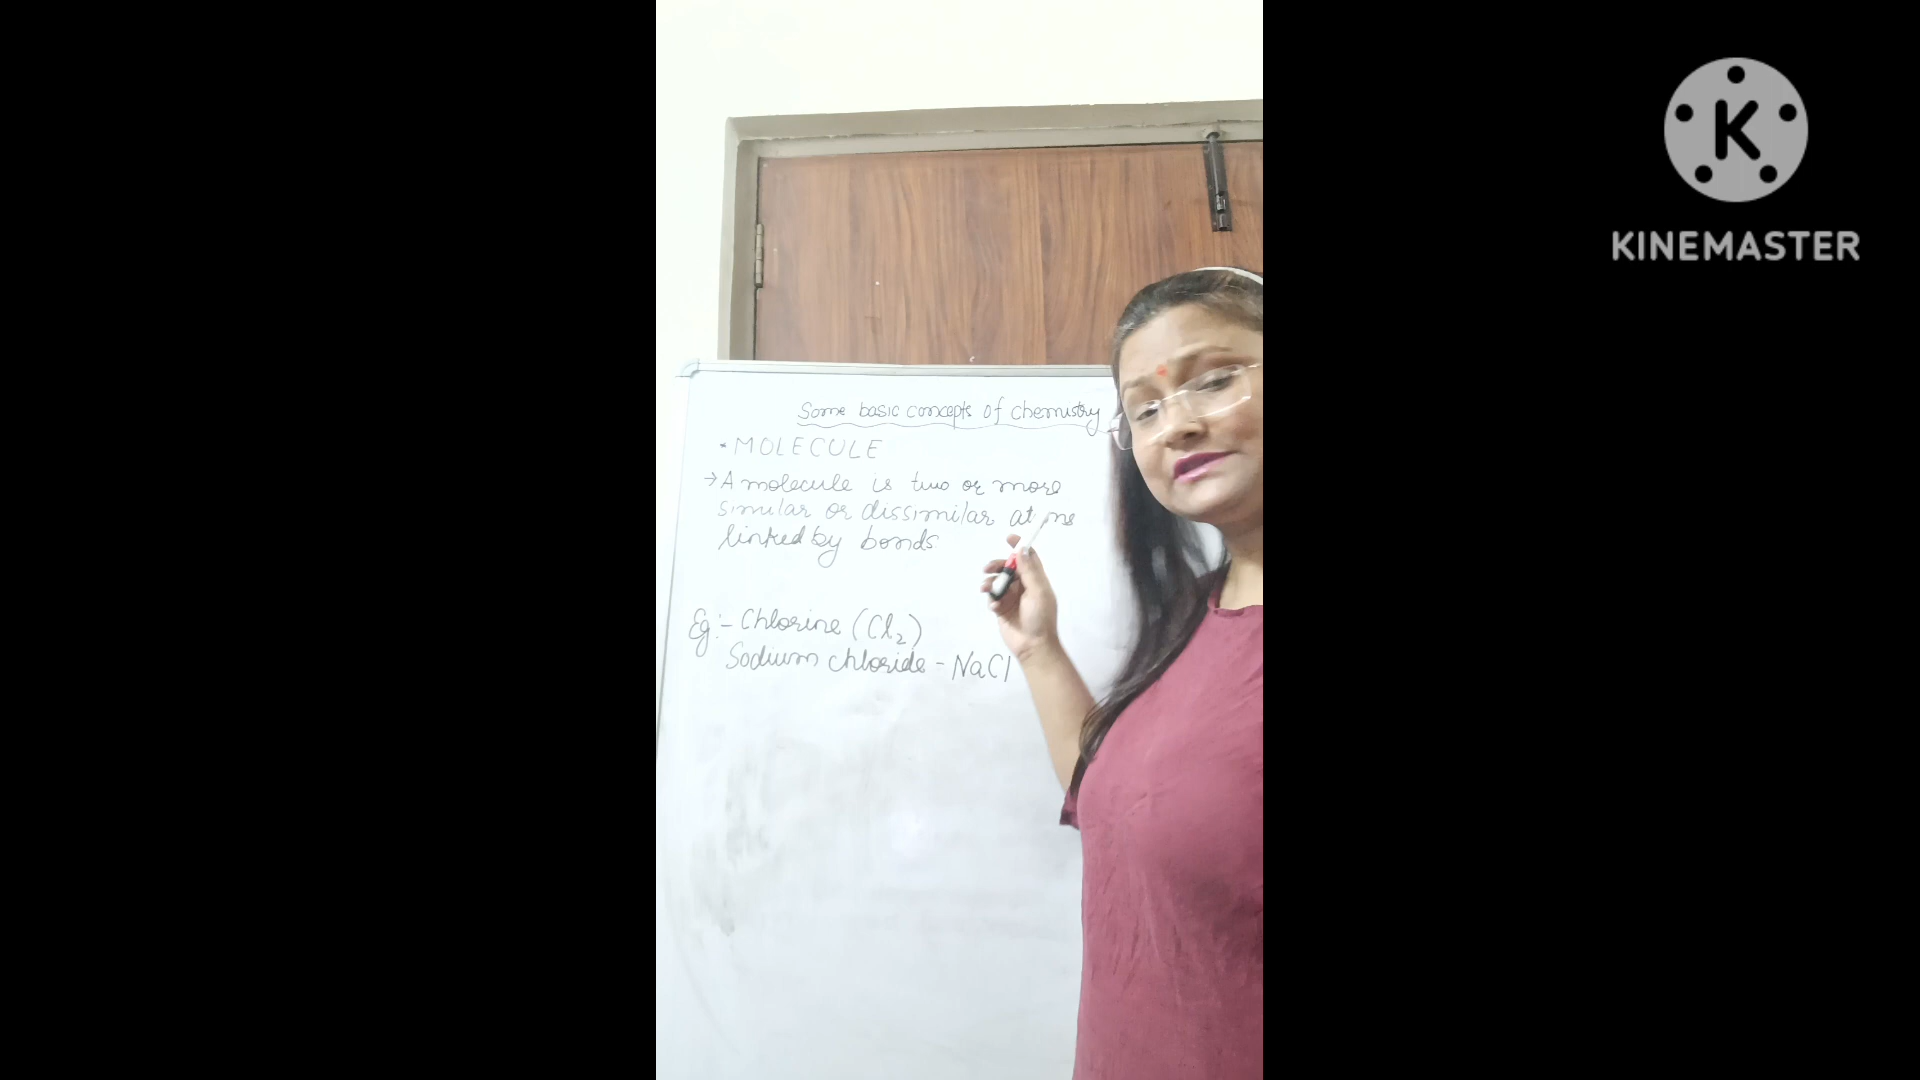 KINEMASTER
Some basic concepts of chemistry
• MOLECULE
→ A molecule is two or more
similar or dissimilar atoms
linked by bonds
Eg:- Chlorine (Cl₂)
Sodium chloride - NaCl